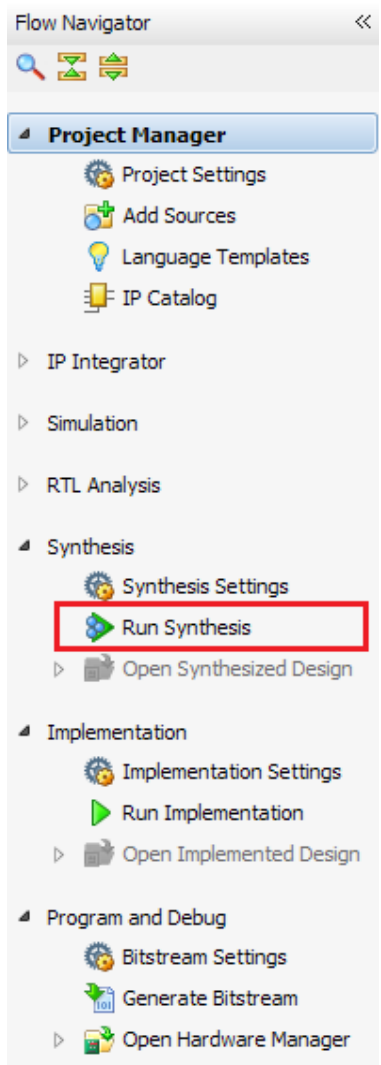 Flow Navigator
Project Manager
Project Settings
Add Sources
Language Templates
IP Catalog
IP Integrator
Simulation
RTL Analysis
Synthesis
Synthesis Settings
Run Synthesis
Open Synthesized Design
Implementation
Implementation Settings
Run Implementation
Open Implemented Design
Program and Debug
Bitstream Settings
Generate Bitstream
Open Hardware Manager